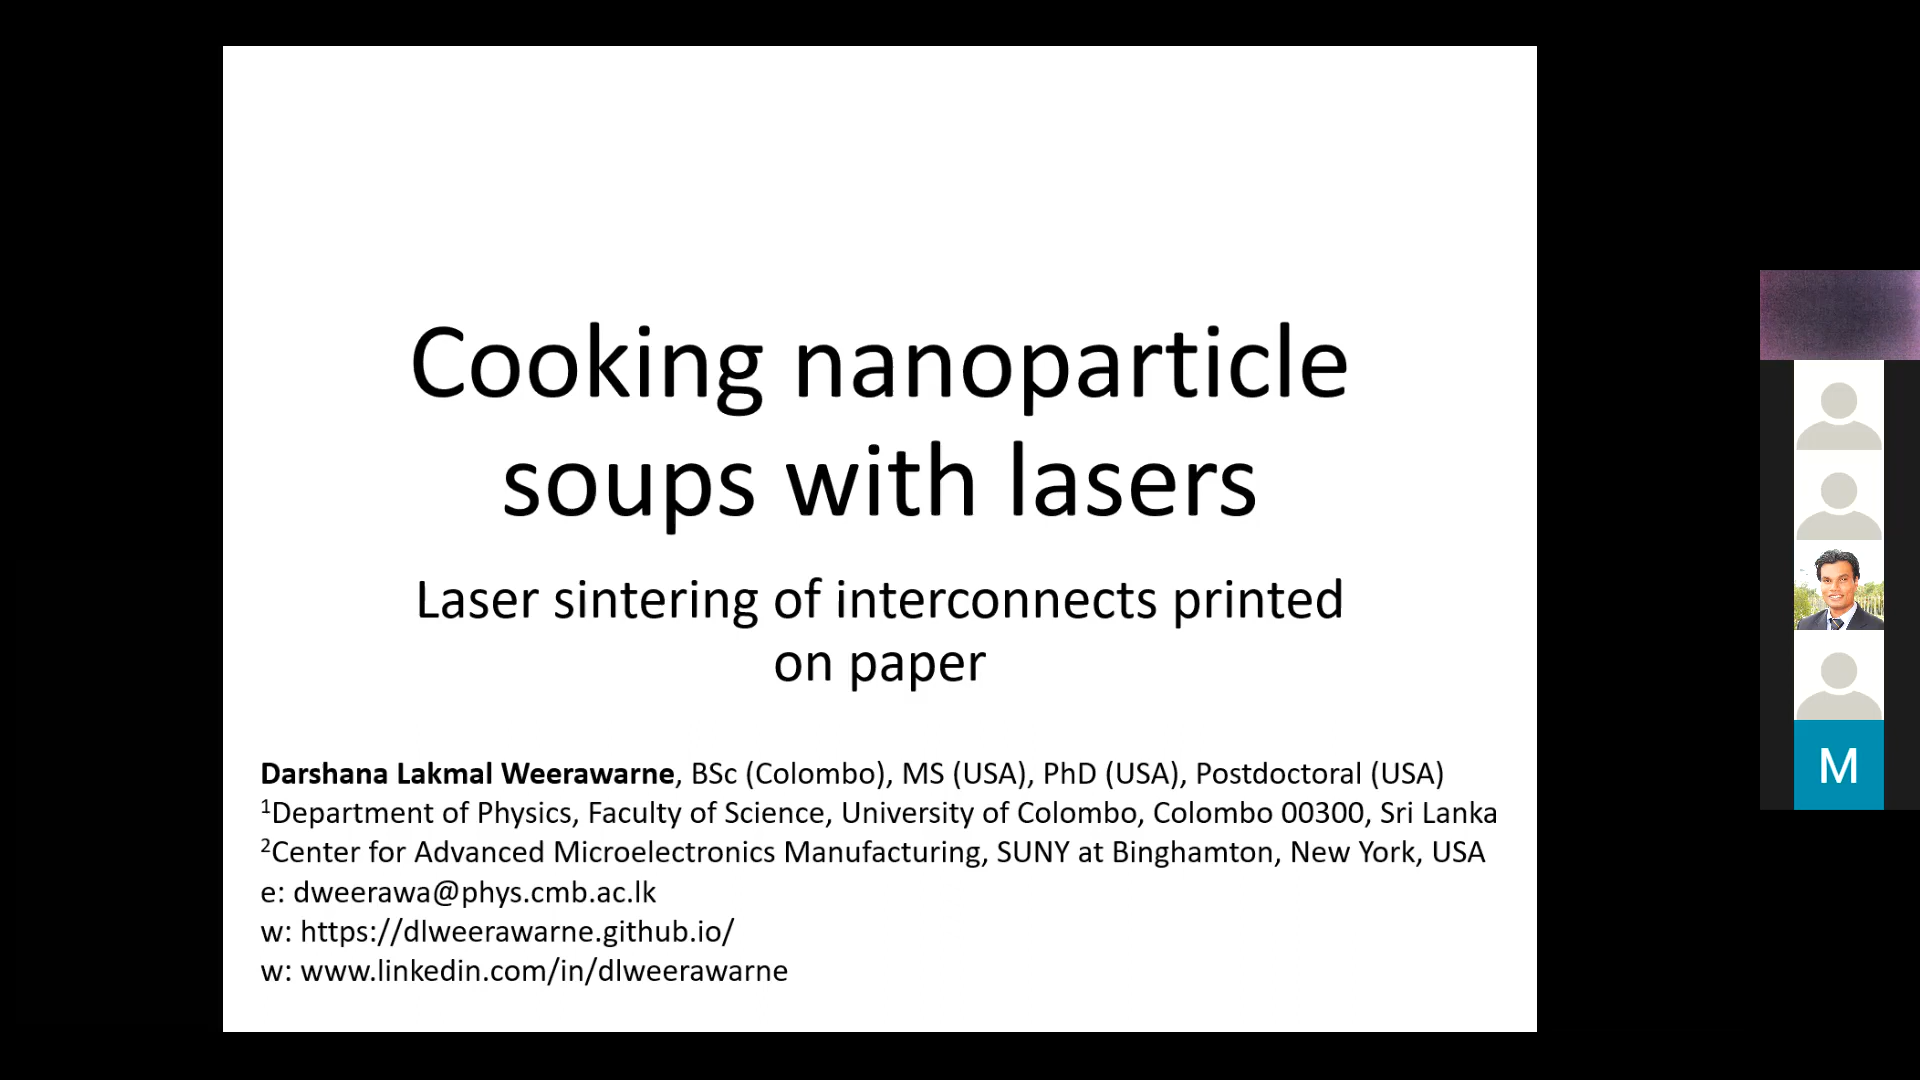 Cooking nanoparticle
soups with lasers
Laser sintering of interconnects printed
on paper
Darshana Lakmal Weerawarne, BSc (Colombo), MS (USA), PhD (USA), Postdoctoral (USA)
¹Department of Physics, Faculty of Science, University of Colombo, Colombo 00300, Sri Lanka
²Center for Advanced Microelectronics Manufacturing, SUNY at Binghamton, New York, USA
e: dweerawa@phys.cmb.ac.lk
w: https://dlweerawarne.github.io/
w: www.linkedin.com/in/dlweerawarne
M